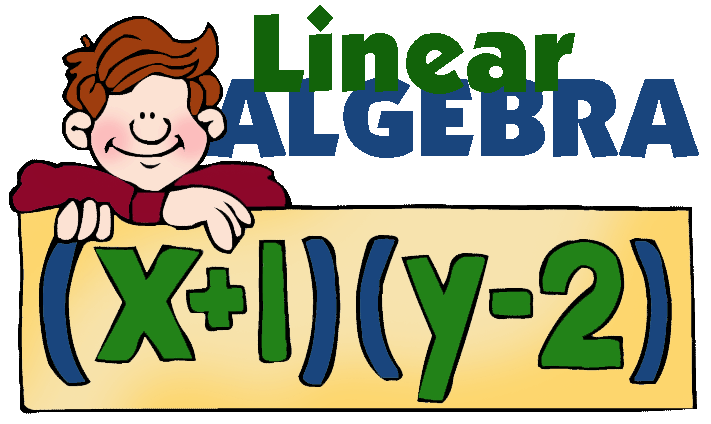 Linear
ALGEBRA
(x+1)(y-2)